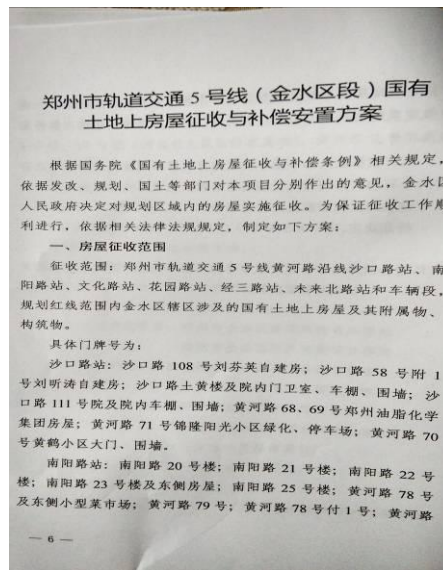 郑州市轨道交通5号线（金水区段）国有
土地上房屋征收与补偿安置方案
根据国务院《国有土地上房屋征收与补偿条例》相关规定，
依据发改、规划、国土等部门对本项目分别作出的意见，金水区
人民政府决定对规划区域内的房屋实施征收。为保证征收工作顺
利进行，依据相关法律法规规定，制定如下方案：
一、房屋征收范围
征收范围：郑州市轨道交通5号线黄河路沿线沙口路站、南
阳路站、文化路站、花园路站、经三路站、未来北路站和车辆段，
规划红线范围内金水区辖区涉及的国有土地上房屋及其附属物、
构筑物。
具体门牌号为：
沙口路站：沙口路108号刘芬英自建房；沙口路58号附1
号刘听涛自建房；沙口路土黄楼及院内门卫室、车棚、围墙；沙
口路111号院及院内车棚、围墙；黄河路68、69号郑州油脂化学
集团房屋；黄河路71号锦隆阳光小区绿化、停车场；黄河路70
号黄鹤小区大门、围墙。
南阳路站：南阳路20号楼；南阳路21号楼；南阳路22号
楼；南阳路23号楼及东侧房屋；南阳路25号楼；黄河路78号
及东侧小型菜市场；黄河路79号；黄河路78号付1号；黄河路
— 6 —